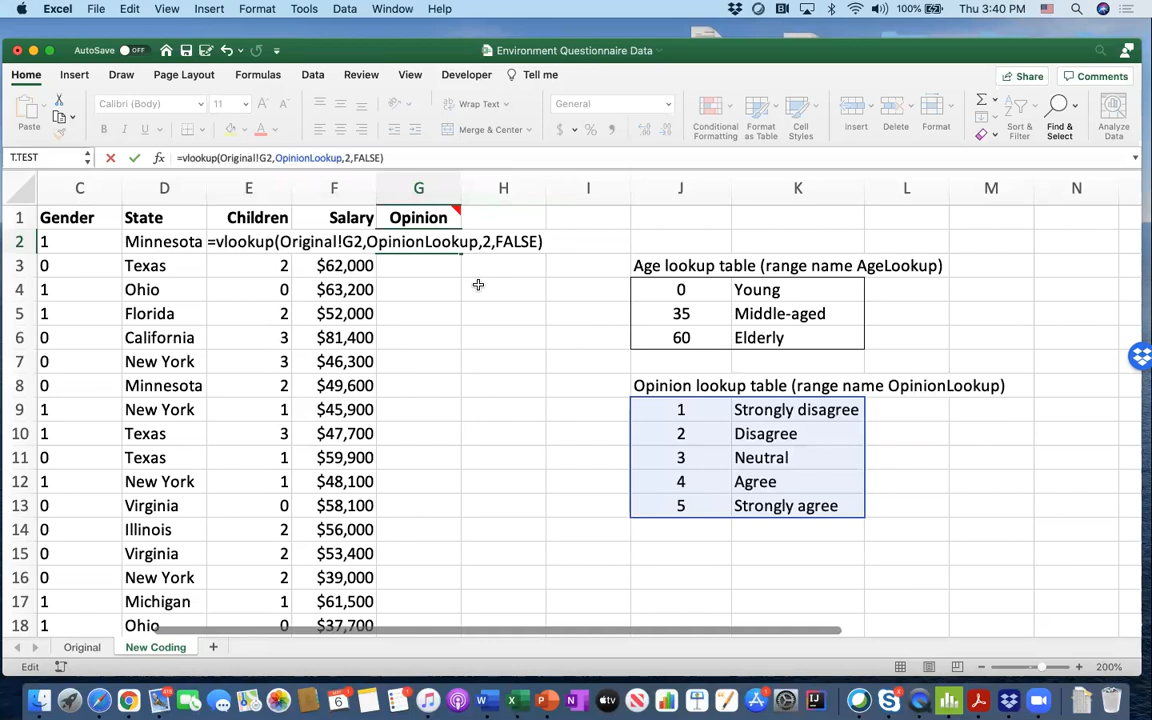 Excel File Edit View Insert Format Tools Data Window Help 100% Thu 3:40 PM
AutoSave OFF Environment Questionnaire Data
Home Insert Draw Page Layout Formulas Data Review View Developer Tell me Share Comments
Paste Calibri (Body) 11 A A Wrap Text General Conditional Formatting Format as Table Cell Styles Insert Delete Format Sort & Filter Find & Select Analyze Data
B I U A Merge & Center $ % 
T.TEST fx =vlookup(Original!G2,OpinionLookup,2,FALSE)
C D E F G H I J K L M N
1 Gender State Children Salary Opinion
2 1 Minnesota =vlookup(Original!G2,OpinionLookup,2,FALSE)
3 0 Texas 2 $62,000 Age lookup table (range name AgeLookup)
4 1 Ohio 0 $63,200 0 Young
5 1 Florida 2 $52,000 35 Middle-aged
6 0 California 3 $81,400 60 Elderly
7 0 New York 3 $46,300
8 0 Minnesota 2 $49,600 Opinion lookup table (range name OpinionLookup)
9 1 New York 1 $45,900 1 Strongly disagree
10 1 Texas 3 $47,700 2 Disagree
11 0 Texas 1 $59,900 3 Neutral
12 1 New York 1 $48,100 4 Agree
13 0 Virginia 0 $58,100 5 Strongly agree
14 0 Illinois 2 $56,000
15 0 Virginia 2 $53,400
16 0 New York 2 $39,000
17 1 Michigan 1 $61,500
18 1 Ohio 0 $37,700
Original New Coding +
Edit 200%